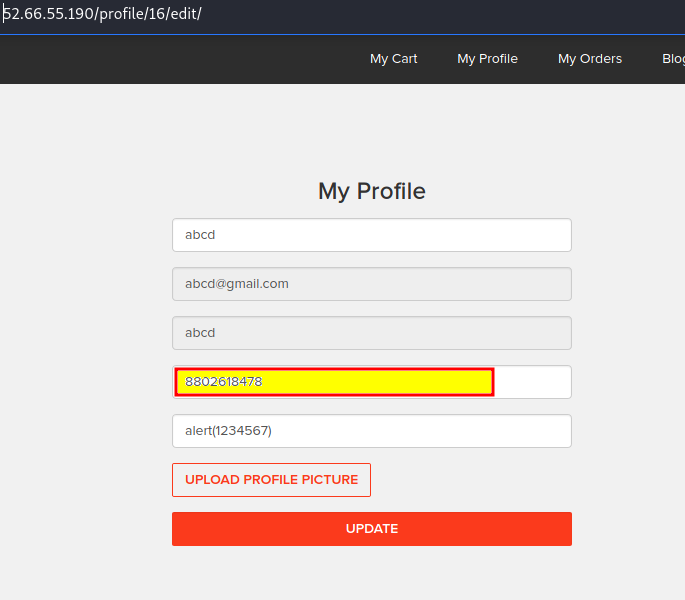 52.66.55.190/profile/16/edit/
My Cart My Profile My Orders Blog
My Profile
abcd
abcd@gmail.com
abcd
8802618478
alert(1234567)
UPLOAD PROFILE PICTURE
UPDATE